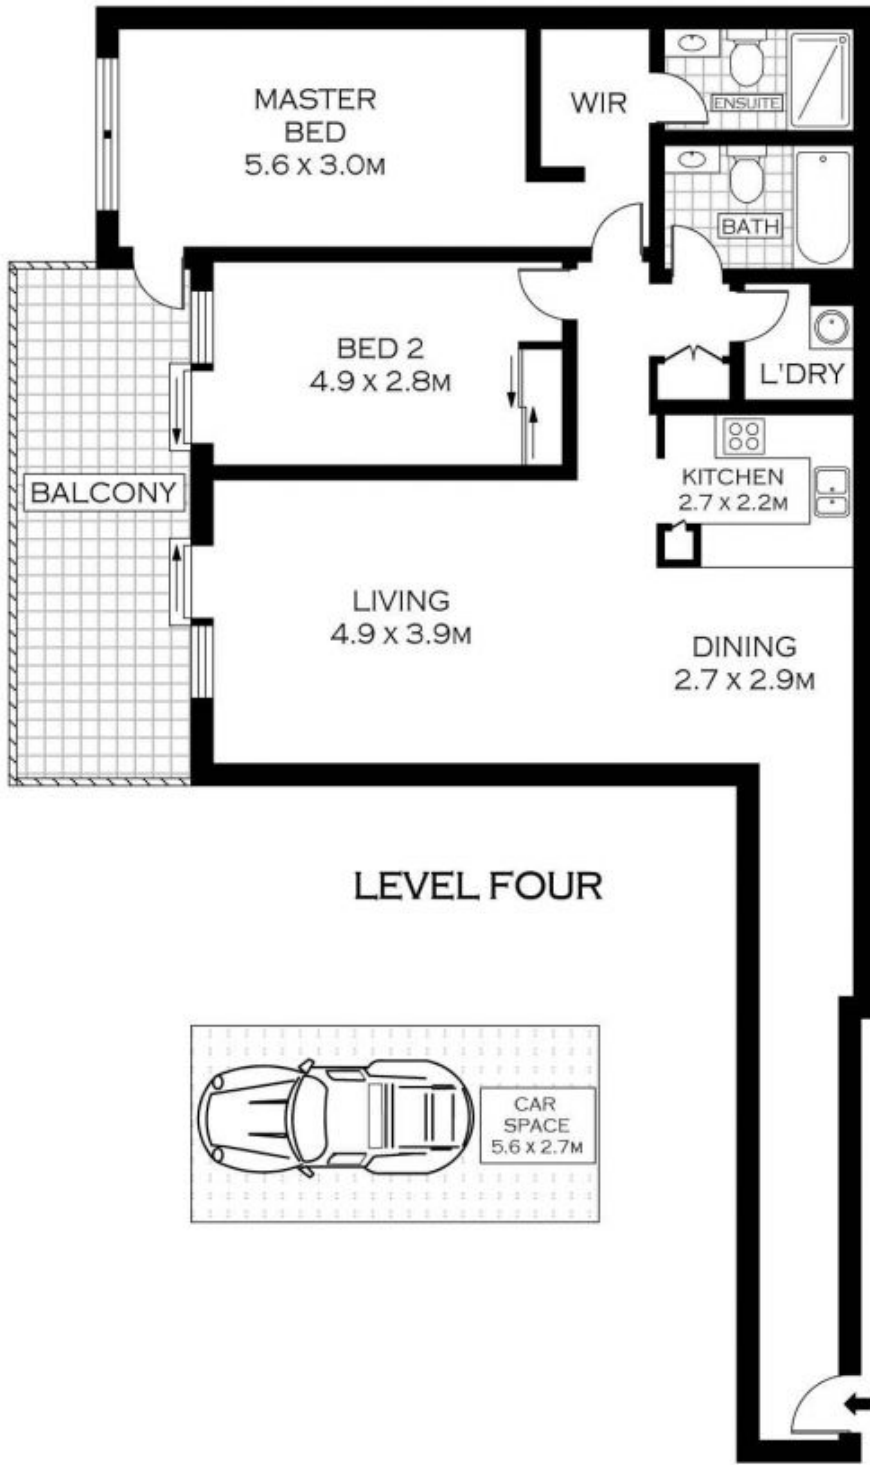 MASTER
BED
5.6 X 3.0M
WIR
ENSUITE
BATH
BED 2
4.9 X 2.8M
L'DRY
BALCONY
KITCHEN
2.7 X 2.2M
LIVING
4.9 X 3.9M
DINING
2.7 X 2.9M
LEVEL FOUR
CAR
SPACE
5.6 X 2.7M